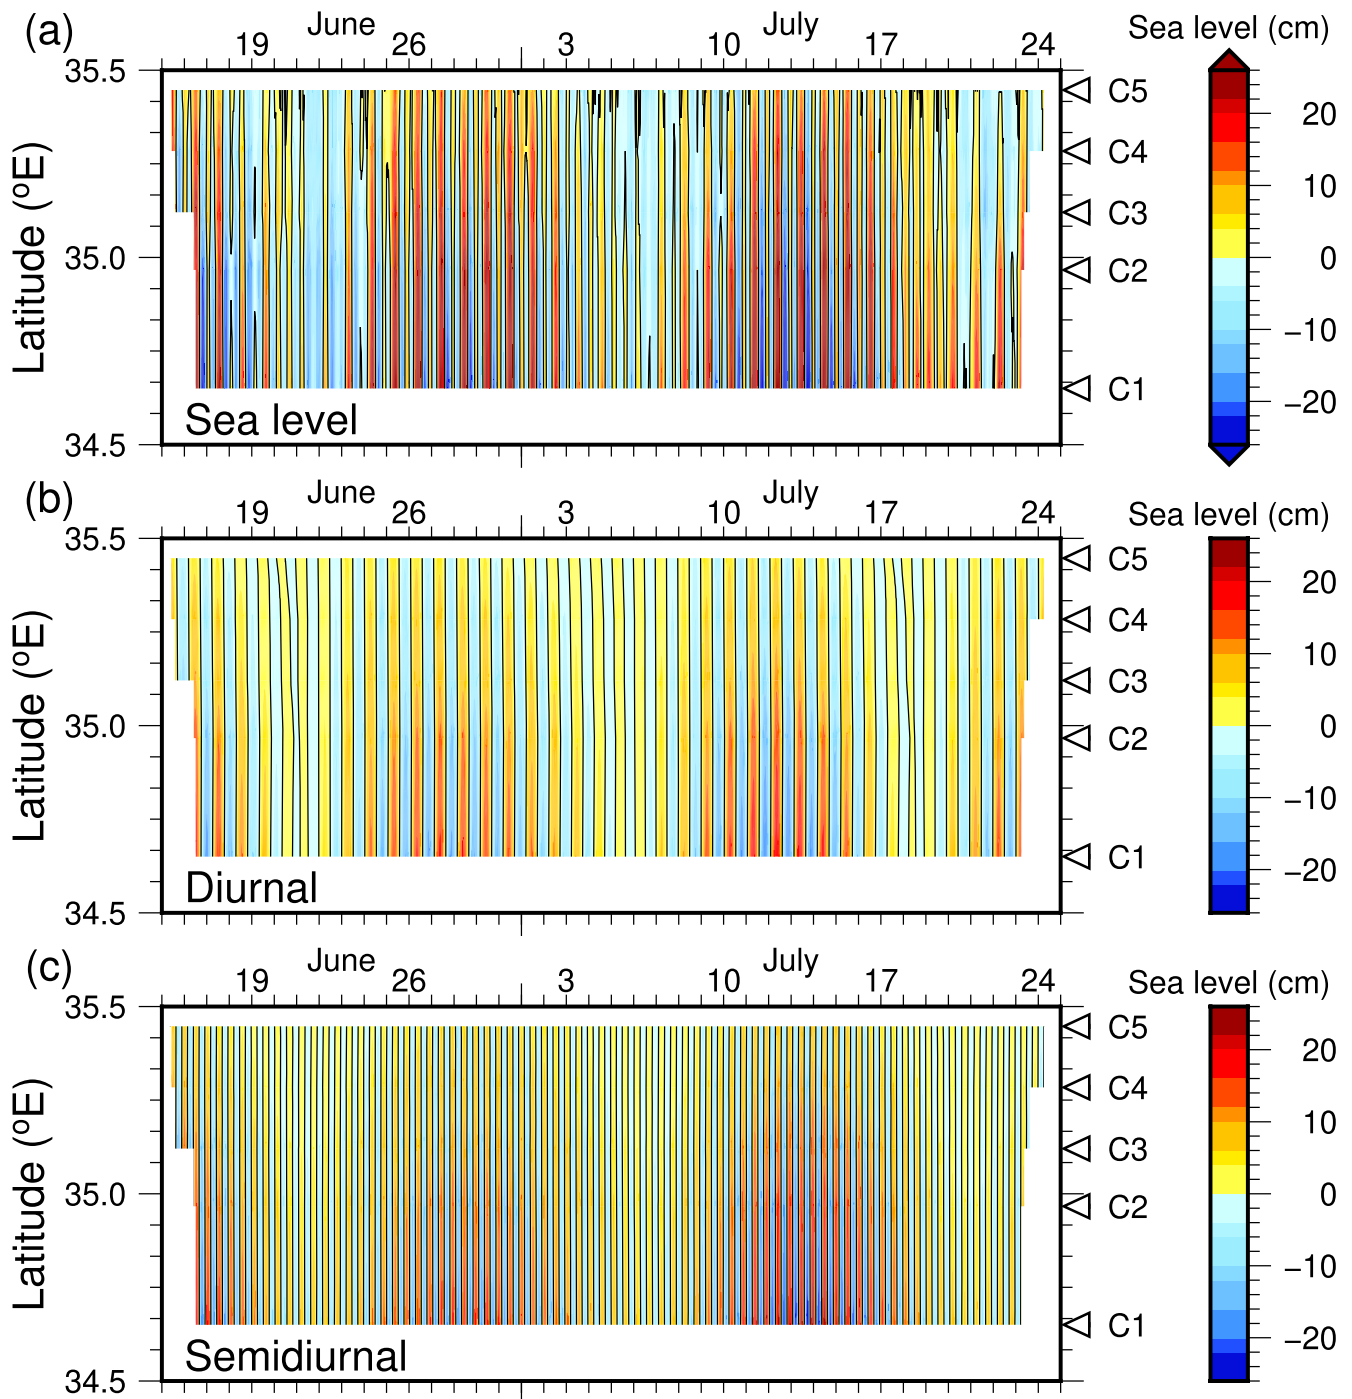 (a)
June July
19 26 3 10 17 24
Sea level (cm)
35.5
35.0
34.5
Latitude (ºE)
C5
C4
C3
C2
C1
20
10
0
−10
−20
Sea level
(b)
June July
19 26 3 10 17 24
Sea level (cm)
35.5
35.0
34.5
Latitude (ºE)
C5
C4
C3
C2
C1
20
10
0
−10
−20
Diurnal
(c)
June July
19 26 3 10 17 24
Sea level (cm)
35.5
35.0
34.5
Latitude (ºE)
C5
C4
C3
C2
C1
20
10
0
−10
−20
Semidiurnal